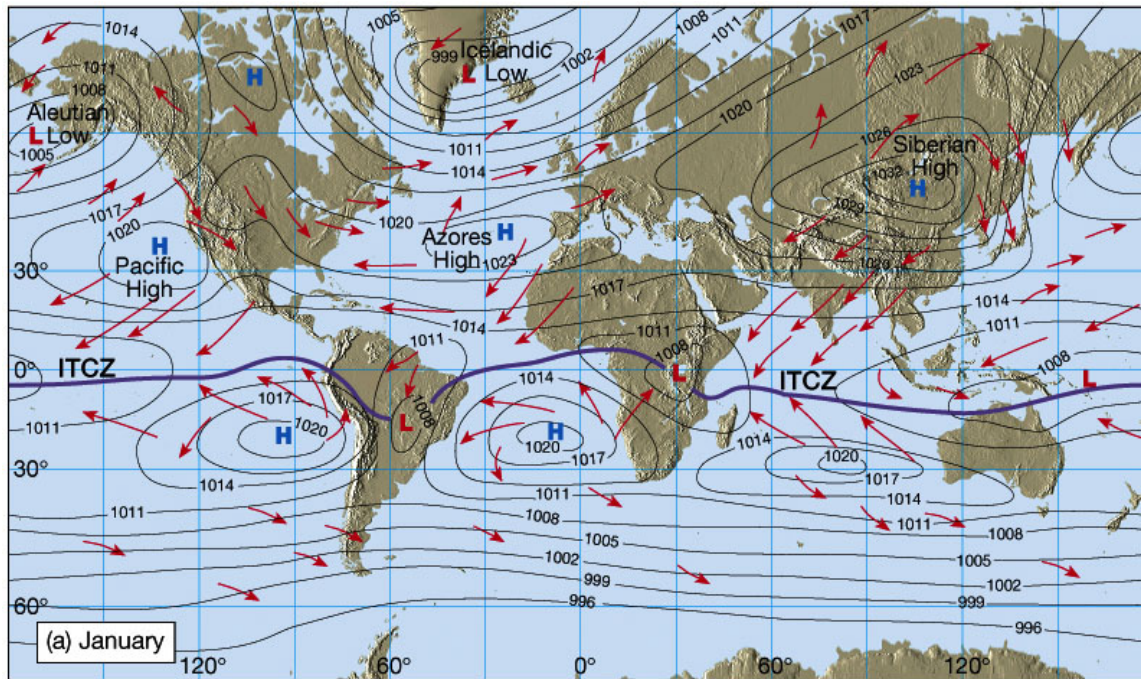 1014
1005
1008
1011
1014
1017
1011
999
Icelandic
L Low
1002
1008
H
1023
Aleutian
L Low
1020
1005
1026
Siberian
High
1011
1014
1032
H
1029
1017
1020
1020
H
Azores
High
H
Pacific
High
1023
1020
30°
1017
1014
1014
1011
1011
1011
ITCZ
0°
1008
L
ITCZ
1008
L
1014
1017
1008
L
1011
1020
H
1020
H
1014
1020
1017
1017
30°
1014
1011
1014
1011
1011
1008
1008
1005
1005
1002
1002
999
999
60°
996
996
(a) January
120°
60°
0°
60°
120°